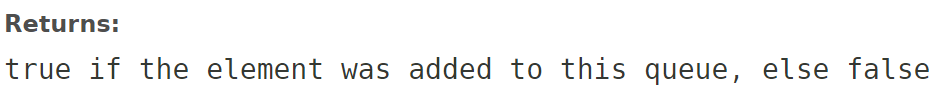 Returns:
true if the element was added to this queue, else false